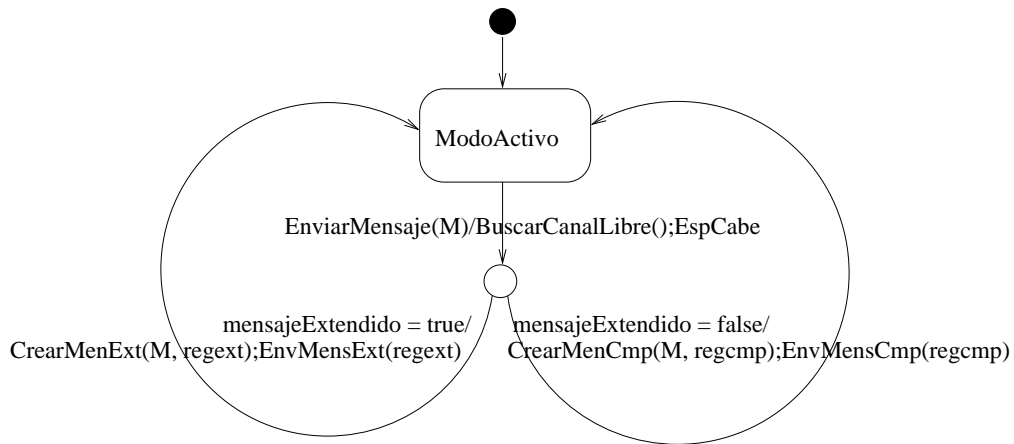 ModoActivo
EnviarMensaje(M)/BuscarCanalLibre();EspCabe
mensajeExtendido = true/
CrearMenExt(M, regext);EnvMensExt(regext)
mensajeExtendido = false/
CrearMenCmp(M, regcmp);EnvMensCmp(regcmp)